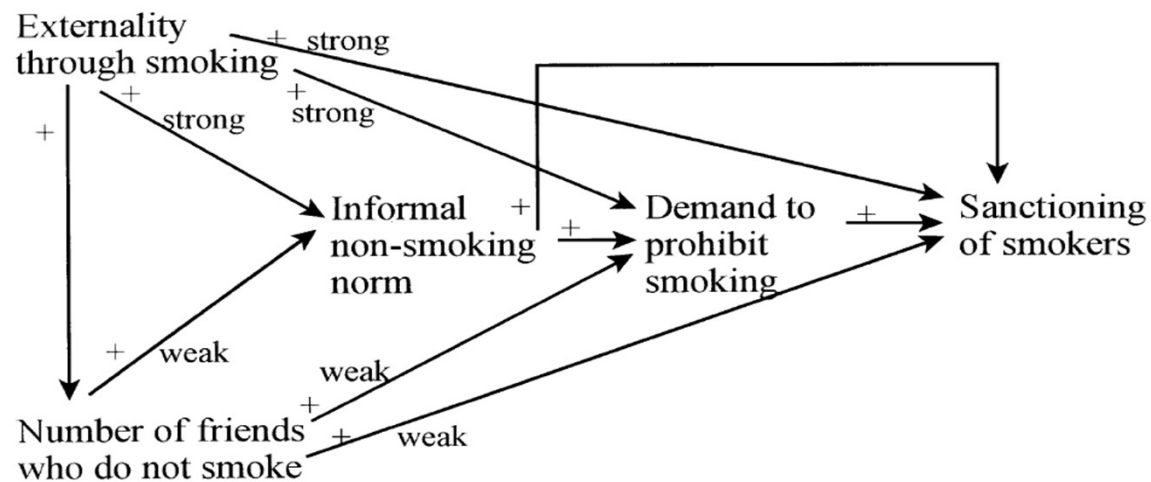 Externality
through smoking
+ strong
+
strong
+
strong
+
Informal
non-smoking
norm
+
+
Demand to
prohibit
smoking
+
Sanctioning
of smokers
+ weak
weak
+
+ weak
Number of friends
who do not smoke